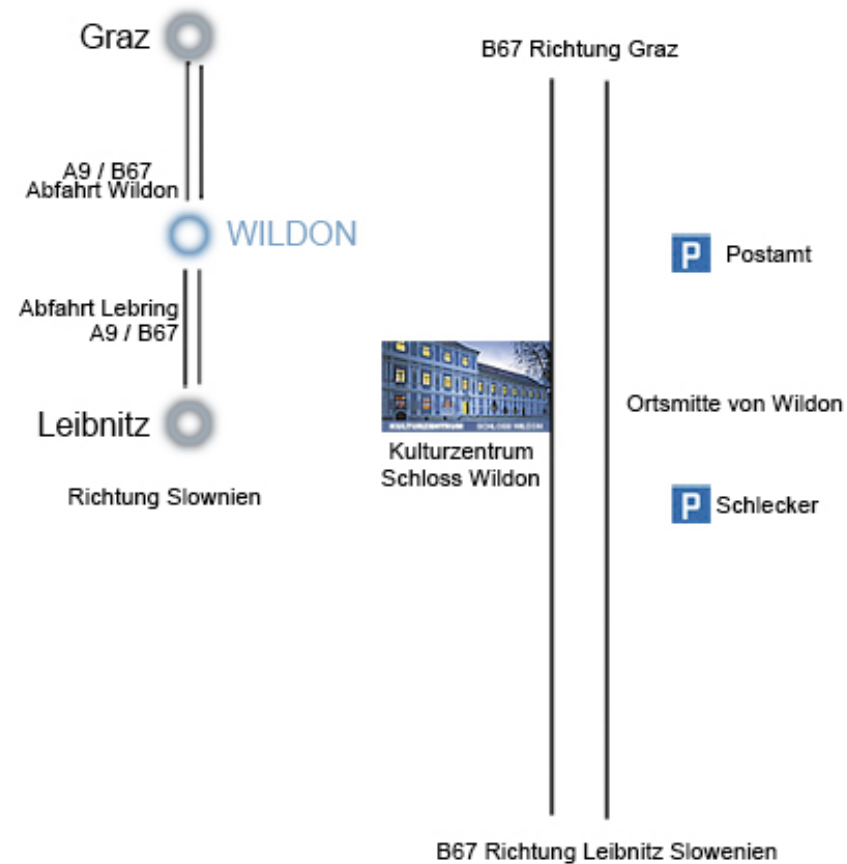 Graz
A9 / B67
Abfahrt Wildon
WILDON
Abfahrt Lebring
A9 / B67
Leibnitz
Richtung Slownien
B67 Richtung Graz
P Postamt
KULTURZENTRUM SCHLOSS WILDON
Kulturzentrum
Schloss Wildon
Ortsmitte von Wildon
P Schlecker
B67 Richtung Leibnitz Slowenien